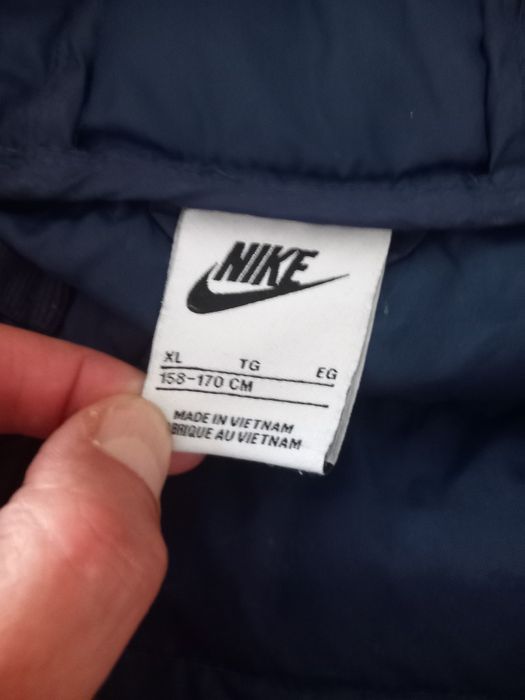 NIKE
XL TG EG
158-170 CM
MADE IN VIETNAM
BRIQUE AU VIETNAM